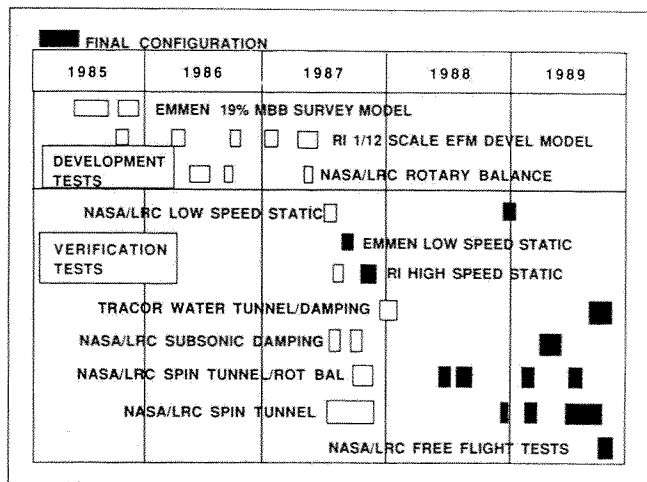 FINAL CONFIGURATION
1985 1986 1987 1988 1989
EMMEN 19% MBB SURVEY MODEL
RI 1/12 SCALE EFM DEVEL MODEL
DEVELOPMENT
TESTS
NASA/LRC ROTARY BALANCE
NASA/LRC LOW SPEED STATIC
EMMEN LOW SPEED STATIC
VERIFICATION
TESTS
RI HIGH SPEED STATIC
TRACOR WATER TUNNEL/DAMPING
NASA/LRC SUBSONIC DAMPING
NASA/LRC SPIN TUNNEL/ROT BAL
NASA/LRC SPIN TUNNEL
NASA/LRC FREE FLIGHT TESTS